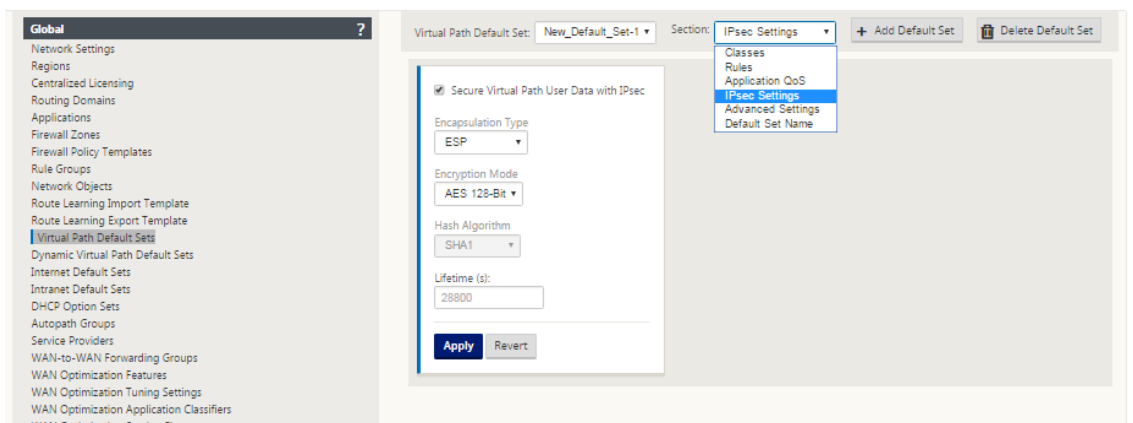 Global ?
Network Settings
Regions
Centralized Licensing
Routing Domains
Applications
Firewall Zones
Firewall Policy Templates
Rule Groups
Network Objects
Route Learning Import Template
Route Learning Export Template
Virtual Path Default Sets
Dynamic Virtual Path Default Sets
Internet Default Sets
Intranet Default Sets
DHCP Option Sets
Autopath Groups
Service Providers
WAN-to-WAN Forwarding Groups
WAN Optimization Features
WAN Optimization Tuning Settings
WAN Optimization Application Classifiers
Virtual Path Default Set: New_Default_Set-1 Section: IPsec Settings + Add Default Set Delete Default Set
Classes
Rules
Application QoS
IPsec Settings
Advanced Settings
Default Set Name
Secure Virtual Path User Data with IPsec
Encapsulation Type
ESP
Encryption Mode
AES 128-Bit
Hash Algorithm
SHA1
Lifetime (s):
28800
Apply Revert